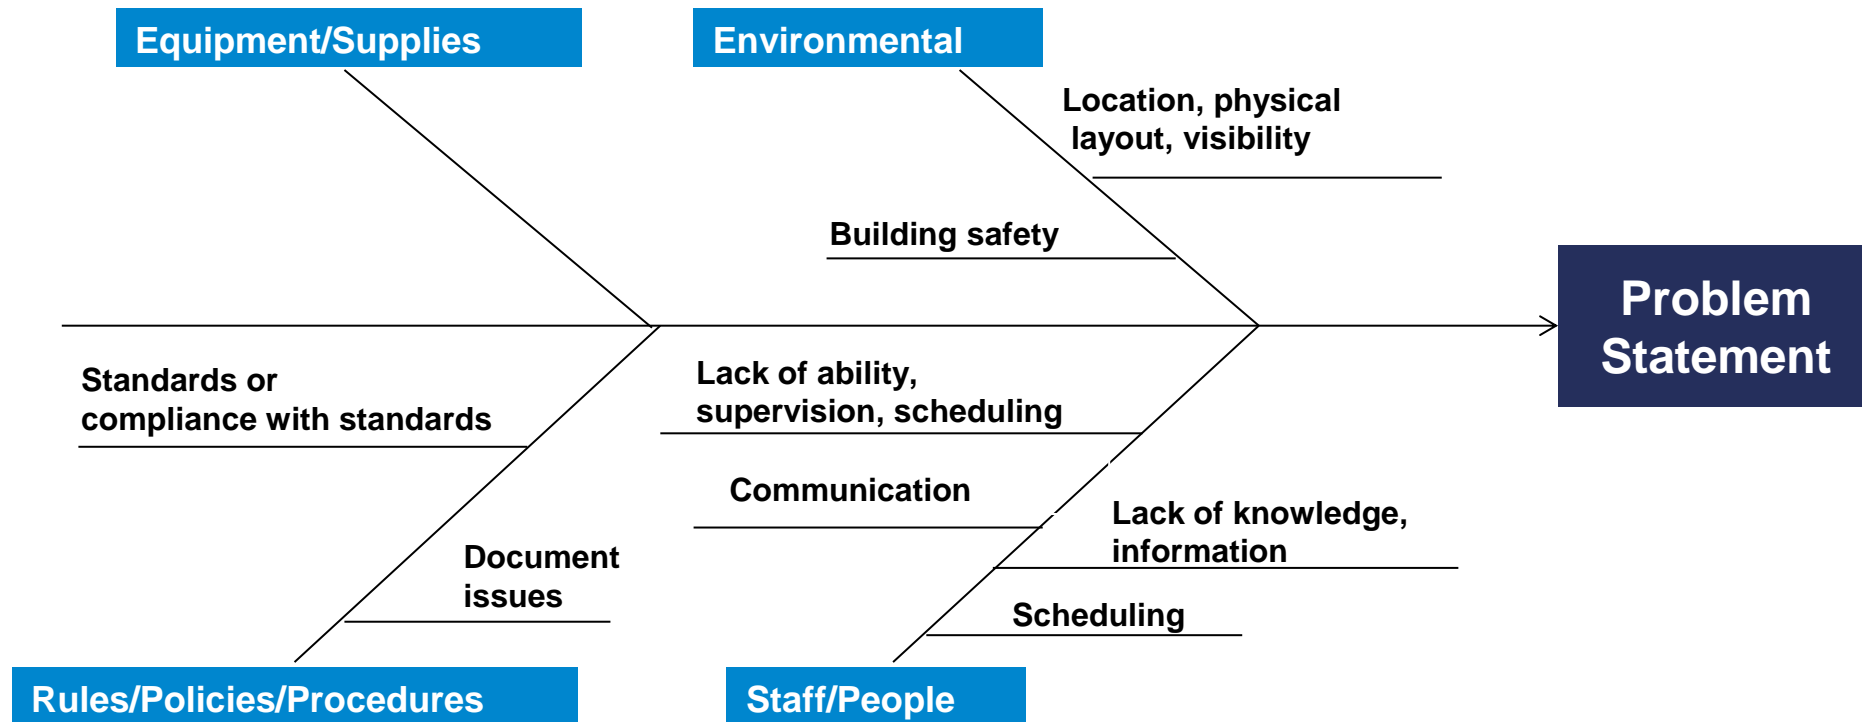 Equipment/Supplies
Environmental
Location, physical
layout, visibility
Building safety
Problem
Statement
Standards or
compliance with standards
Lack of ability,
supervision, scheduling
Communication
Lack of knowledge,
information
Document
issues
Scheduling
Rules/Policies/Procedures
Staff/People